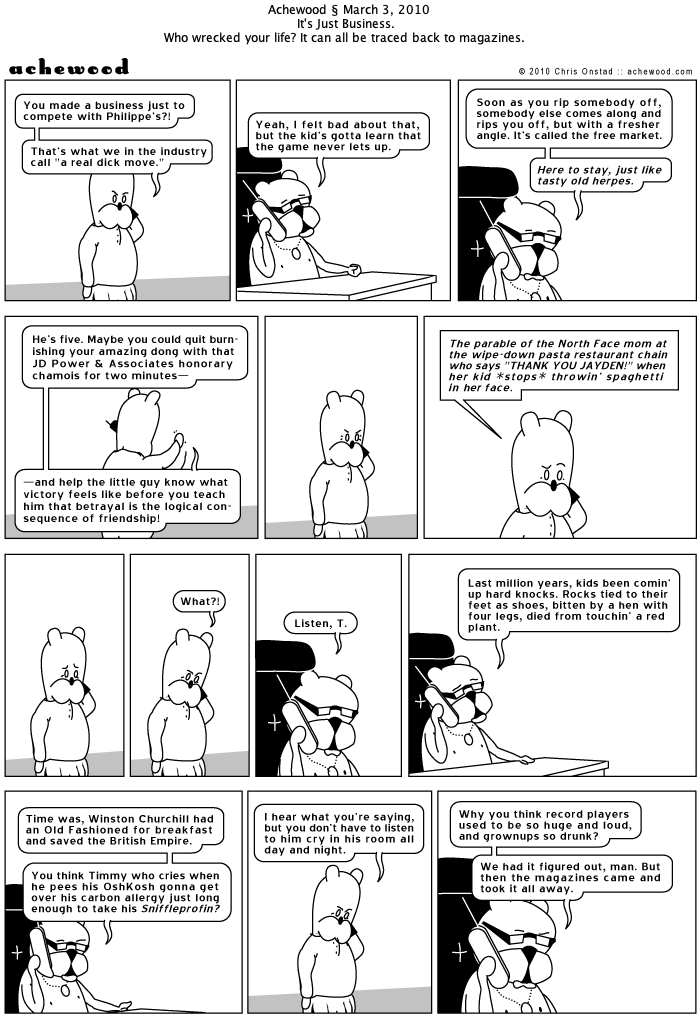 Achewood § March 3, 2010
It's Just Business.
Who wrecked your life? It can all be traced back to magazines.
achewood
© 2010 Chris Onstad :: achewood.com
You made a business just to
compete with Philippe's?!
That's what we in the industry
call "a real dick move."
Yeah, I felt bad about that,
but the kid's gotta learn that
the game never lets up.
Soon as you rip somebody off,
somebody else comes along and
rips you off, but with a fresher
angle. It's called the free market.
Here to stay, just like
tasty old herpes.
He's five. Maybe you could quit burn-
ishing your amazing dong with that
JD Power & Associates honorary
chamois for two minutes—
—and help the little guy know what
victory feels like before you teach
him that betrayal is the logical con-
sequence of friendship!
The parable of the North Face mom at
the wipe-down pasta restaurant chain
who says "THANK YOU JAYDEN!" when
her kid *stops* throwin' spaghetti
in her face.
What?!
Listen, T.
Last million years, kids been comin'
up hard knocks. Rocks tied to their
feet as shoes, bitten by a hen with
four legs, died from touchin' a red
plant.
Time was, Winston Churchill had
an Old Fashioned for breakfast
and saved the British Empire.
You think Timmy who cries when
he pees his OshKosh gonna get
over his carbon allergy just long
enough to take his Sniffleprofin?
I hear what you're saying,
but you don't have to listen
to him cry in his room all
day and night.
Why you think record players
used to be so huge and loud,
and grownups so drunk?
We had it figured out, man. But
then the magazines came and
took it all away.